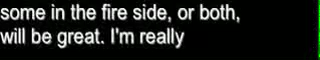 some in the fire side, or both,
will be great. I'm really